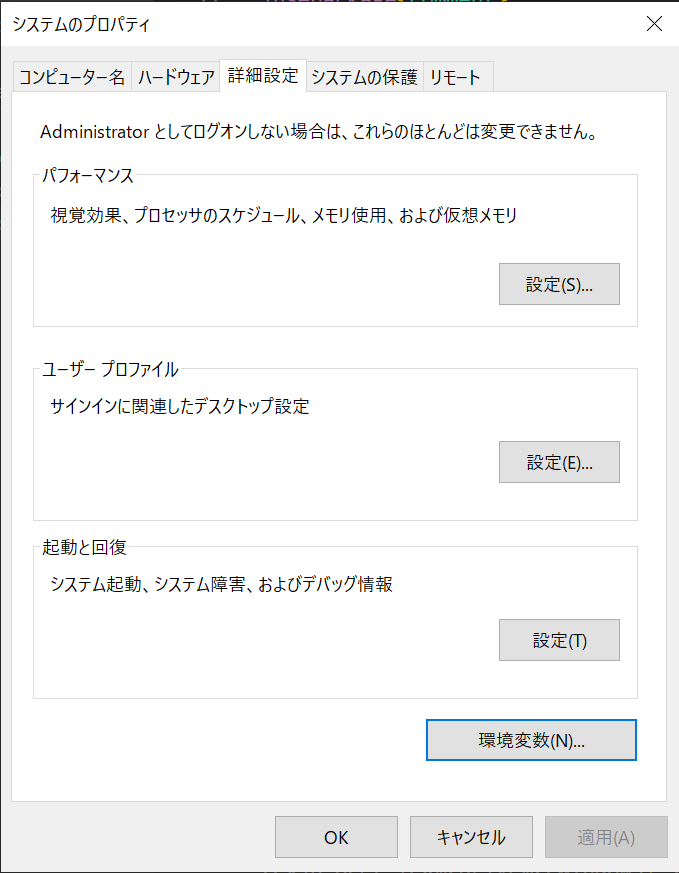 システムのプロパティ
コンピューター名 ハードウェア 詳細設定 システムの保護 リモート
Administrator としてログオンしない場合は、これらのほとんどは変更できません。
パフォーマンス
視覚効果、プロセッサのスケジュール、メモリ使用、および仮想メモリ
設定(S)...
ユーザー プロファイル
サインインに関連したデスクトップ設定
設定(E)...
起動と回復
システム起動、システム障害、およびデバッグ情報
設定(T)
環境変数(N)...
OK キャンセル 適用(A)